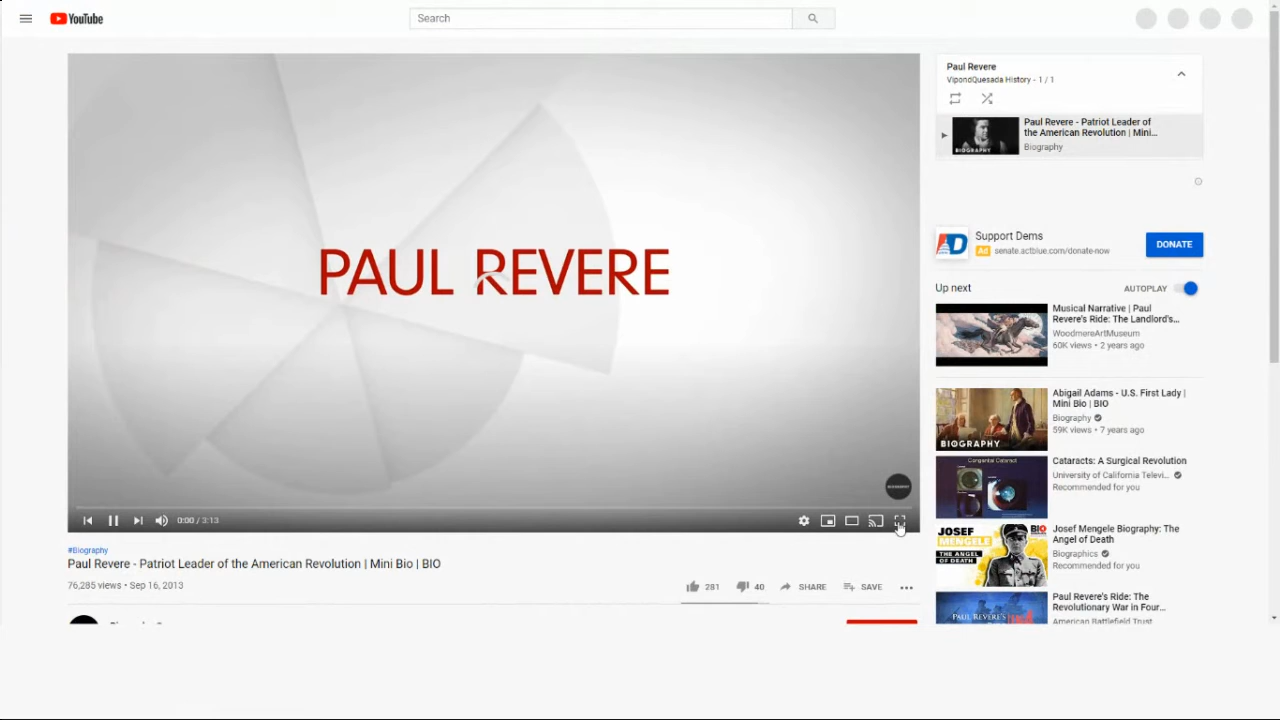 YouTube
Search
PAUL REVERE
0:00 / 3:13
#Biography
Paul Revere - Patriot Leader of the American Revolution | Mini Bio | BIO
76,285 views • Sep 16, 2013
281
40
SHARE
SAVE
Paul Revere
VipondQuesada History - 1 / 1
Paul Revere - Patriot Leader of
the American Revolution | Mini...
Biography
BIOGRAPHY
Support Dems
Ad senate.actblue.com/donate-now
DONATE
Up next
AUTOPLAY
Musical Narrative | Paul
Revere's Ride: The Landlord's...
WoodmereArtMuseum
60K views • 2 years ago
BIOGRAPHY
Abigail Adams - U.S. First Lady |
Mini Bio | BIO
Biography
59K views • 7 years ago
Congenital Cataract
Cataracts: A Surgical Revolution
University of California Televi...
Recommended for you
JOSEF
MENGELE
THE ANGEL
OF DEATH
BIO
Josef Mengele Biography: The
Angel of Death
Biographics
Recommended for you
PAUL REVERE'S
Paul Revere's Ride: The
Revolutionary War in Four...
American Battlefield Trust